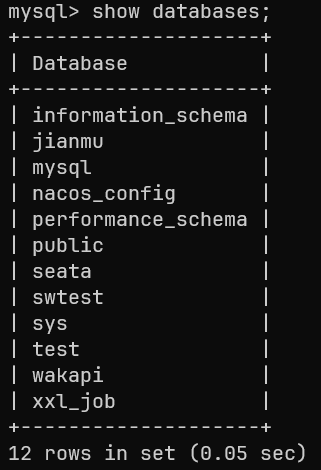 mysql> show databases;
+--------------------+
| Database           |
+--------------------+
| information_schema |
| jianmu             |
| mysql              |
| nacos_config       |
| performance_schema |
| public             |
| seata              |
| swtest             |
| sys                |
| test               |
| wakapi             |
| xxl_job            |
+--------------------+
12 rows in set (0.05 sec)